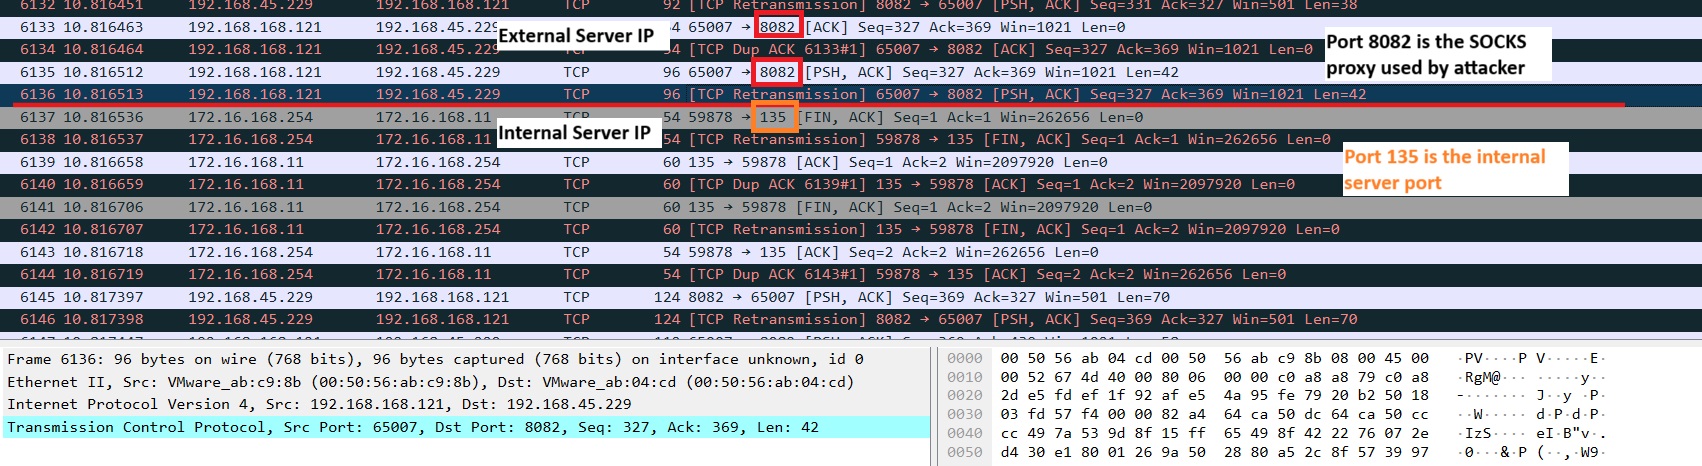 6132 10.816451 192.168.45.229 192.168.168.121 TCP 92 [TCP Retransmission] 8082 → 65007 [PSH, ACK] Seq=331 Ack=327 Win=501 Len=38
6133 10.816463 192.168.168.121 192.168.45.229 4 65007 → 8082 [ACK] Seq=327 Ack=369 Win=1021 Len=0
External Server IP
6134 10.816464 192.168.168.121 192.168.45.229 TCP 54 [TCP Dup ACK 6133#1] 65007 → 8082 [ACK] Seq=327 Ack=369 Win=1021 Len=0
Port 8082 is the SOCKS
proxy used by attacker
6135 10.816512 192.168.168.121 192.168.45.229 TCP 96 65007 → 8082 [PSH, ACK] Seq=327 Ack=369 Win=1021 Len=42
6136 10.816513 192.168.168.121 192.168.45.229 TCP 96 [TCP Retransmission] 65007 → 8082 [PSH, ACK] Seq=327 Ack=369 Win=1021 Len=42
6137 10.816536 172.16.168.254 172.16.168.11 TCP 54 59878 → 135 [FIN, ACK] Seq=1 Ack=1 Win=262656 Len=0
Internal Server IP
6138 10.816537 172.16.168.254 172.16.168.11 TCP 54 [TCP Retransmission] 59878 → 135 [FIN, ACK] Seq=1 Ack=1 Win=262656 Len=0
6139 10.816658 172.16.168.11 172.16.168.254 TCP 60 135 → 59878 [ACK] Seq=1 Ack=2 Win=2097920 Len=0
Port 135 is the internal
server port
6140 10.816659 172.16.168.11 172.16.168.254 TCP 60 [TCP Dup ACK 6139#1] 135 → 59878 [ACK] Seq=1 Ack=2 Win=2097920 Len=0
6141 10.816706 172.16.168.11 172.16.168.254 TCP 60 135 → 59878 [FIN, ACK] Seq=1 Ack=2 Win=2097920 Len=0
6142 10.816707 172.16.168.11 172.16.168.254 TCP 60 [TCP Retransmission] 135 → 59878 [FIN, ACK] Seq=1 Ack=2 Win=2097920 Len=0
6143 10.816718 172.16.168.254 172.16.168.11 TCP 54 59878 → 135 [ACK] Seq=2 Ack=2 Win=262656 Len=0
6144 10.816719 172.16.168.254 172.16.168.11 TCP 54 [TCP Dup ACK 6143#1] 59878 → 135 [ACK] Seq=2 Ack=2 Win=262656 Len=0
6145 10.817397 192.168.45.229 192.168.168.121 TCP 124 8082 → 65007 [PSH, ACK] Seq=369 Ack=327 Win=501 Len=70
6146 10.817398 192.168.45.229 192.168.168.121 TCP 124 [TCP Retransmission] 8082 → 65007 [PSH, ACK] Seq=369 Ack=327 Win=501 Len=70
Frame 6136: 96 bytes on wire (768 bits), 96 bytes captured (768 bits) on interface unknown, id 0
Ethernet II, Src: VMware_ab:c9:8b (00:50:56:ab:c9:8b), Dst: VMware_ab:04:cd (00:50:56:ab:04:cd)
Internet Protocol Version 4, Src: 192.168.168.121, Dst: 192.168.45.229
Transmission Control Protocol, Src Port: 65007, Dst Port: 8082, Seq: 327, Ack: 369, Len: 42
0000 00 50 56 ab 04 cd 00 50 56 ab c9 8b 08 00 45 00 ·PV····P V·····E·
0010 00 52 67 4d 40 00 80 06 00 00 c0 a8 a8 79 c0 a8 ·RgM@··· ·····y··
0020 2d e5 fd ef 1f 92 af e5 4a 95 fe 79 20 b2 50 18 -······· J··y ·P·
0030 03 fd 57 f4 00 00 82 a4 64 ca 50 dc 64 ca 50 cc ··W····· d·P·d·P·
0040 cc 49 7a 53 9d 8f 15 ff 65 49 8f 42 22 76 07 2e ·IzS···· eI·B"v·.
0050 d4 30 e1 80 01 26 9a 50 28 80 a5 2c 8f 57 39 97 ·0···&·P (··,·W9·